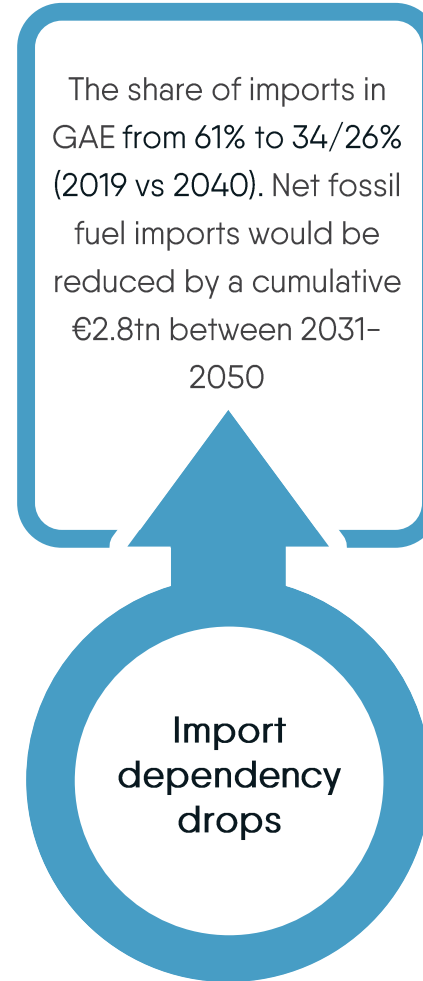 The share of imports in
GAE from 61% to 34/26%
(2019 vs 2040). Net fossil
fuel imports would be
reduced by a cumulative
€2.8tn between 2031-
2050
Import
dependency
drops